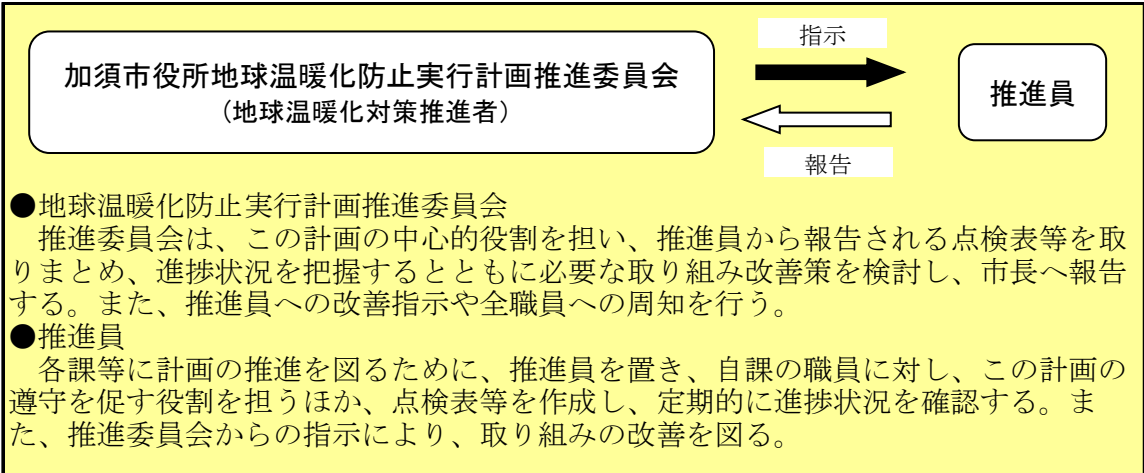 指示
加須市役所地球温暖化防止実行計画推進委員会
（地球温暖化対策推進者）
推進員
報告
●地球温暖化防止実行計画推進委員会
　推進委員会は、この計画の中心的役割を担い、推進員から報告される点検表等を取
りまとめ、進捗状況を把握するとともに必要な取り組み改善策を検討し、市長へ報告
する。また、推進員への改善指示や全職員への周知を行う。
●推進員
　各課等に計画の推進を図るために、推進員を置き、自課の職員に対し、この計画の
遵守を促す役割を担うほか、点検表等を作成し、定期的に進捗状況を確認する。ま
た、推進委員会からの指示により、取り組みの改善を図る。